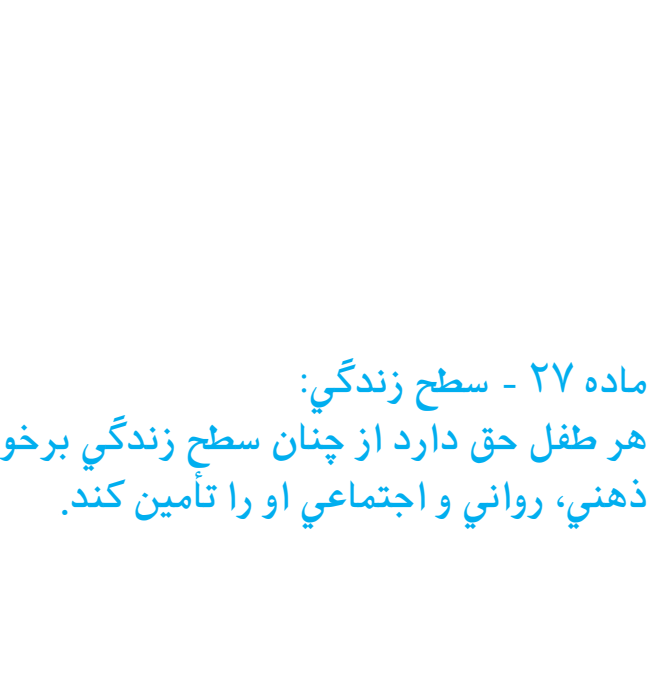 ماده ۲۷ - سطح زندگي:
هر طفل حق دارد از چنان سطح زندگي برخو
ذهني، رواني و اجتماعي او را تأمين کند.